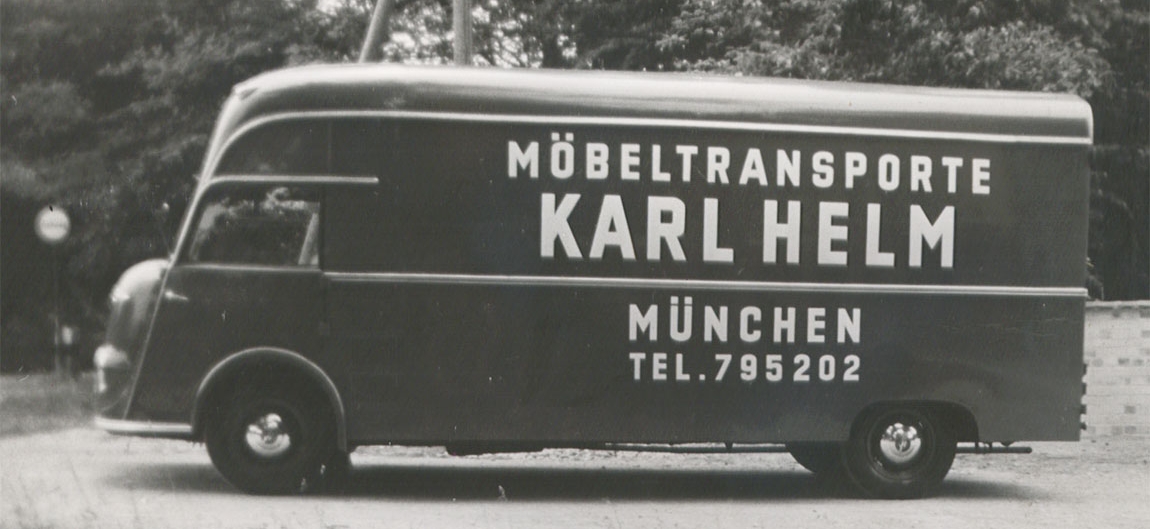 MÖBELTRANSPORTE
KARL HELM
MÜNCHEN
TEL. 795202